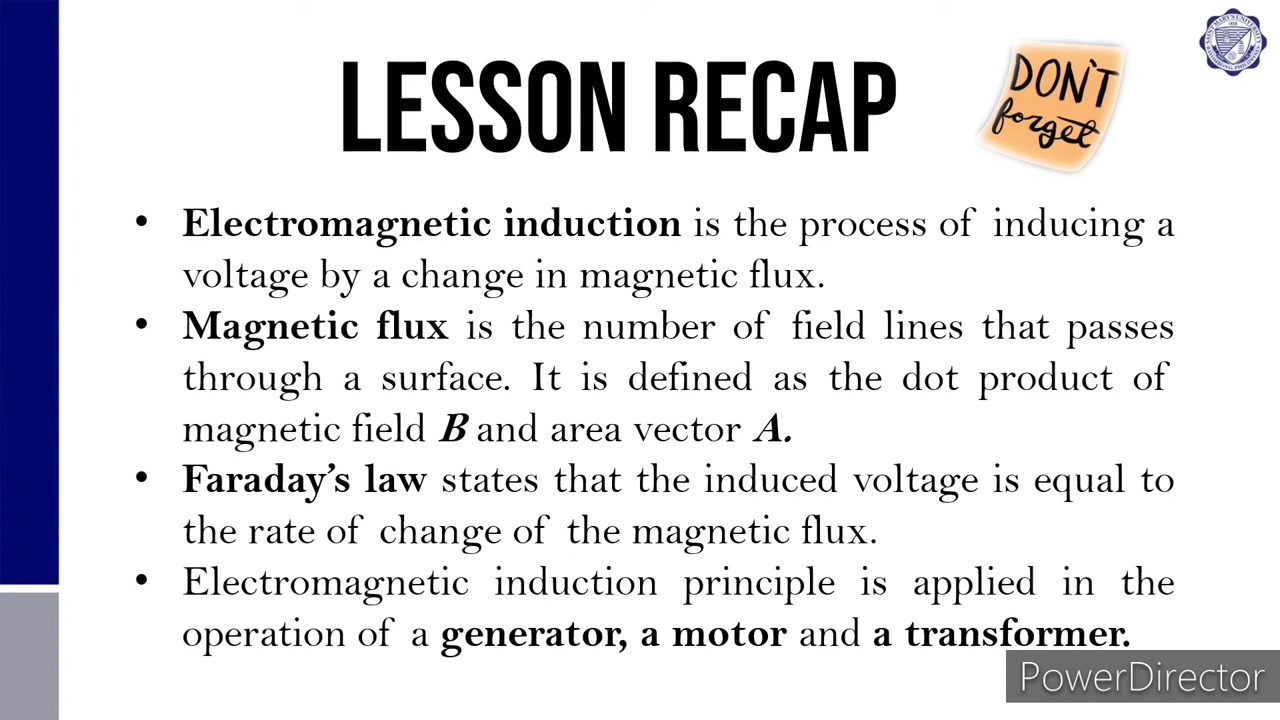 LESSON RECAP
DON'T
forget
• Electromagnetic induction is the process of inducing a
voltage by a change in magnetic flux.
• Magnetic flux is the number of field lines that passes
through a surface. It is defined as the dot product of
magnetic field B and area vector A.
• Faraday’s law states that the induced voltage is equal to
the rate of change of the magnetic flux.
• Electromagnetic induction principle is applied in the
operation of a generator, a motor and a transformer.
PowerDirector